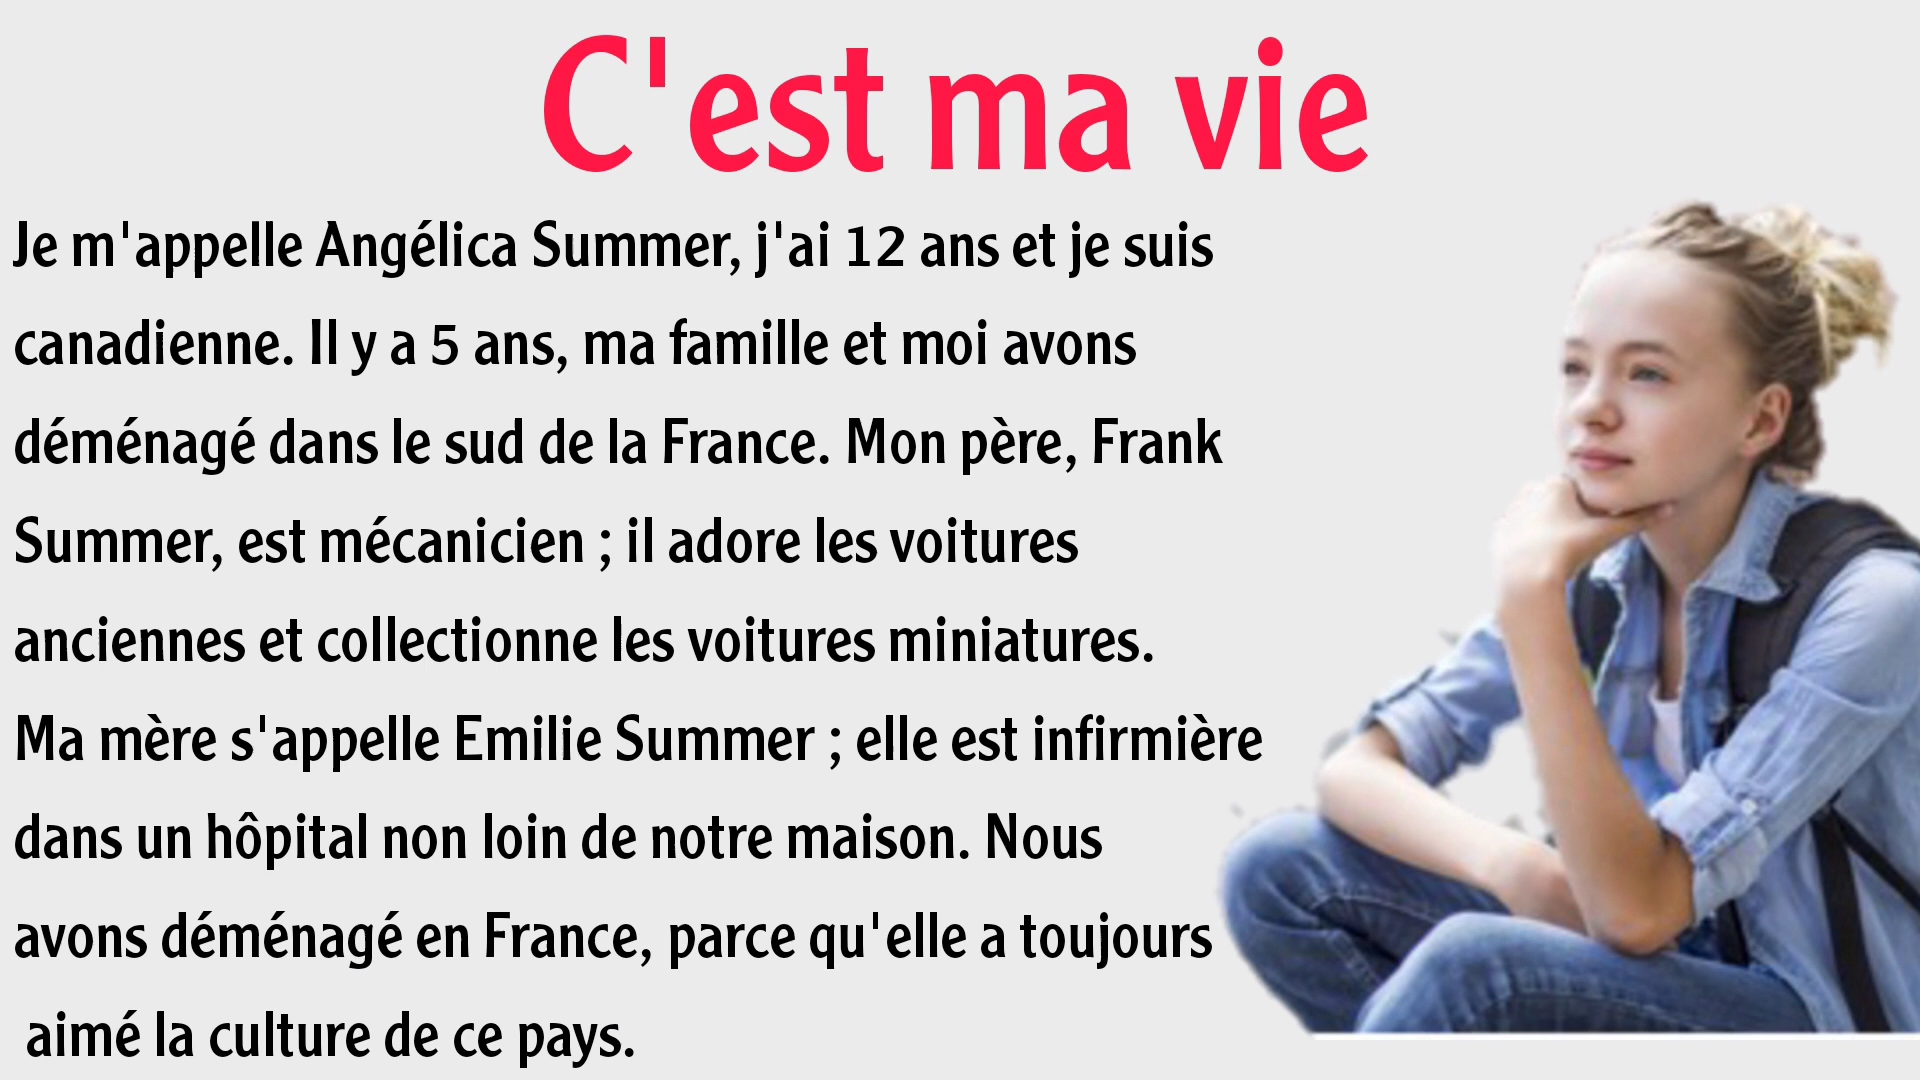 C'est ma vie
Je m'appelle Angélica Summer, j'ai 12 ans et je suis
canadienne. Il y a 5 ans, ma famille et moi avons
déménagé dans le sud de la France. Mon père, Frank
Summer, est mécanicien ; il adore les voitures
anciennes et collectionne les voitures miniatures.
Ma mère s'appelle Emilie Summer ; elle est infirmière
dans un hôpital non loin de notre maison. Nous
avons déménagé en France, parce qu'elle a toujours
aimé la culture de ce pays.